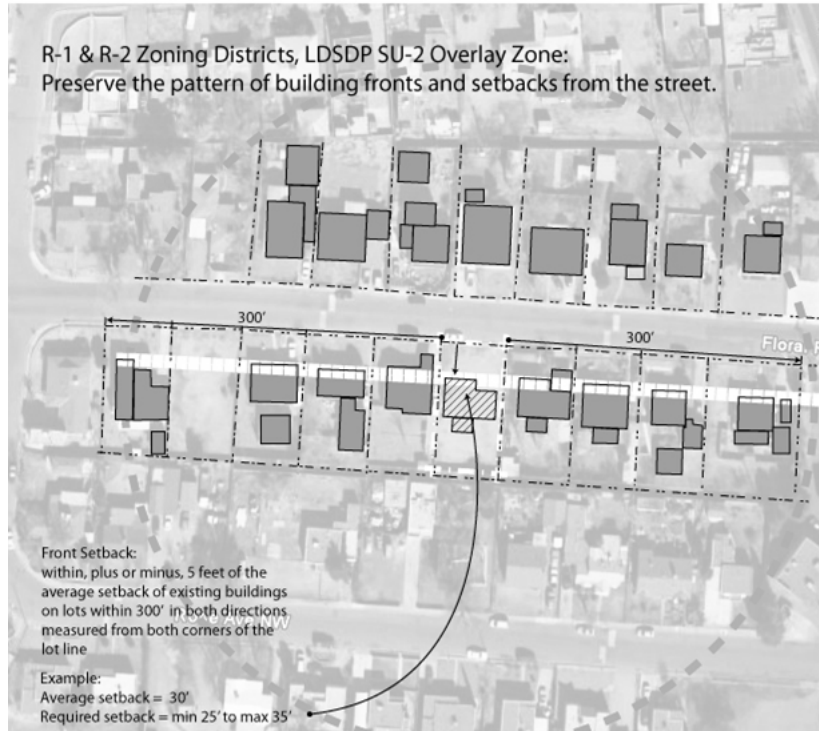 R-1 & R-2 Zoning Districts, LDSDP SU-2 Overlay Zone:
Preserve the pattern of building fronts and setbacks from the street.
300'
300'
Flora
Front Setback:
within, plus or minus, 5 feet of the
average setback of existing buildings
on lots within 300' in both directions
measured from both corners of the
lot line
Ave NW
Example:
Average setback = 30'
Required setback = min 25' to max 35'